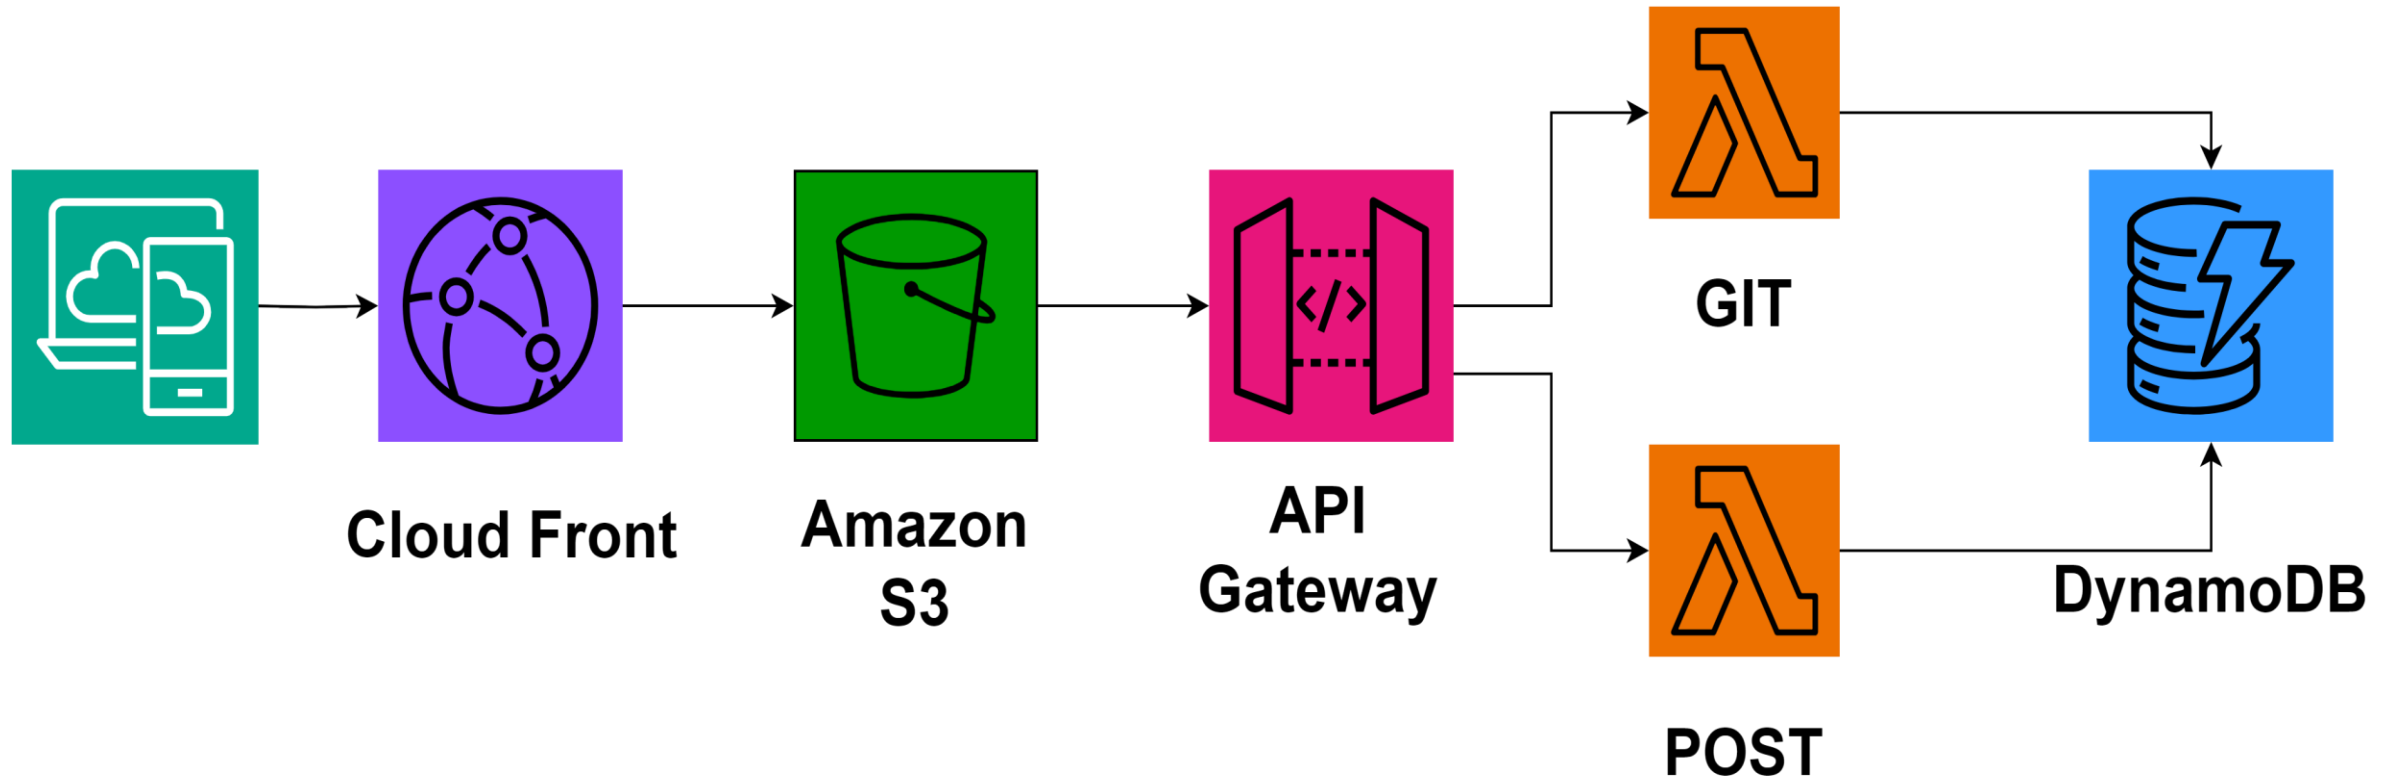 Cloud Front
Amazon
S3
API
Gateway
GIT
POST
DynamoDB